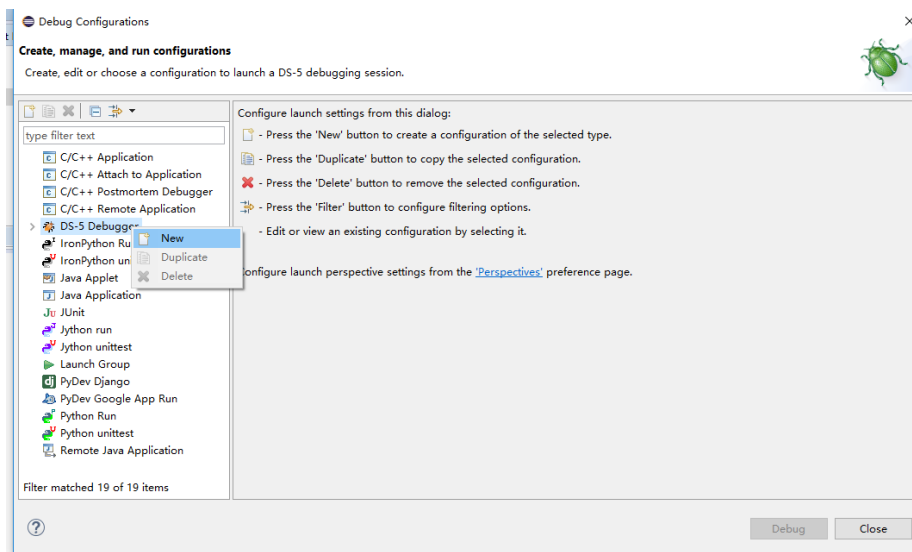 Debug Configurations
Create, manage, and run configurations
Create, edit or choose a configuration to launch a DS-5 debugging session.
type filter text
C/C++ Application
C/C++ Attach to Application
C/C++ Postmortem Debugger
C/C++ Remote Application
DS-5 Debugger
IronPython Ru
IronPython un
Java Applet
Java Application
Ju JUnit
Jython run
Jython unittest
Launch Group
PyDev Django
PyDev Google App Run
Python Run
Python unittest
Remote Java Application
Filter matched 19 of 19 items
New
Duplicate
Delete
Configure launch settings from this dialog:
- Press the 'New' button to create a configuration of the selected type.
- Press the 'Duplicate' button to copy the selected configuration.
- Press the 'Delete' button to remove the selected configuration.
- Press the 'Filter' button to configure filtering options.
- Edit or view an existing configuration by selecting it.
onfigure launch perspective settings from the 'Perspectives' preference page.
Debug
Close